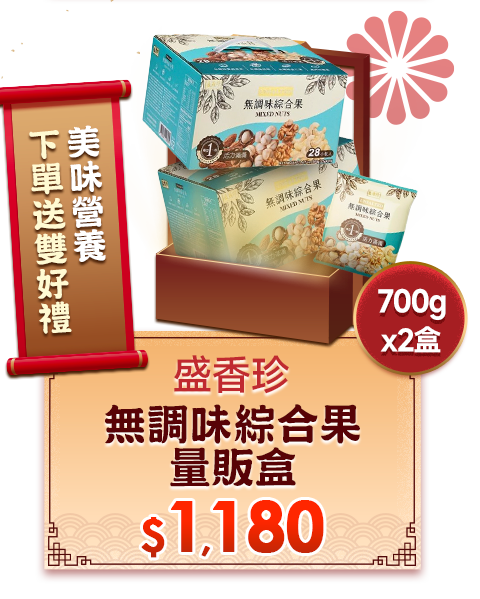 美味營養
下單送雙好禮
無調味綜合果
MIXED NUTS
28
無調味綜合果
MIXED NUTS
無調味綜合果
MIXED NUTS
700g
x2盒
盛香珍
無調味綜合果
量販盒
$1,180